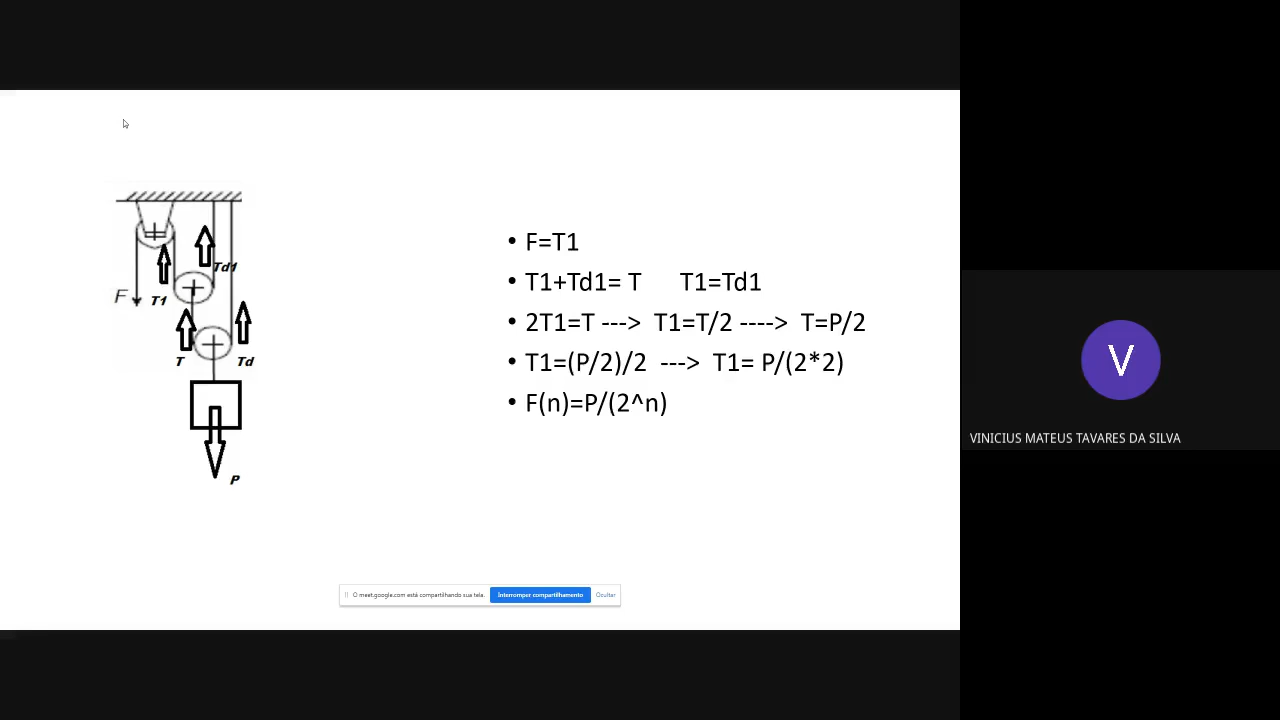 Td1
F
T1
T
Td
P
• F=T1
• T1+Td1= T T1=Td1
• 2T1=T ---> T1=T/2 ----> T=P/2
• T1=(P/2)/2 ---> T1= P/(2*2)
• F(n)=P/(2^n)
V
VINICIUS MATEUS TAVARES DA SILVA
O meet.google.com está compartilhando sua tela. Interromper compartilhamento Ocultar